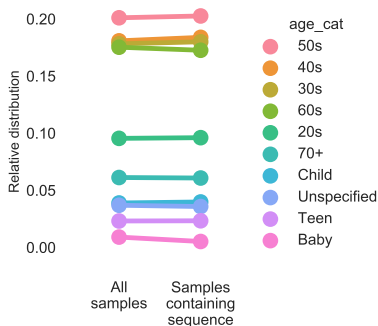 age_cat
0.20
0.15
0.10
0.05
0.00
Relative distribution
50s
40s
30s
60s
20s
70+
Child
Unspecified
Teen
Baby
All
samples
Samples
containing
sequence